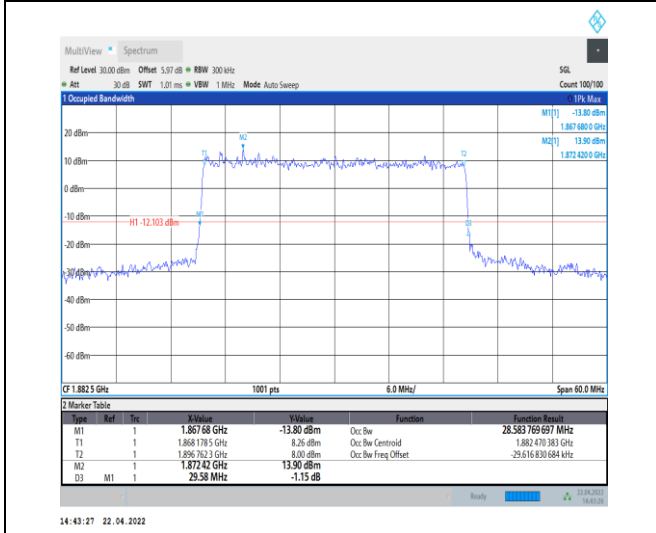 MultiView Spectrum
Ref Level 30.00 dBm Offset 5.97 dB RBW 300 kHz SGL
Att 30 dB SWT 1.01 ms VBW 1 MHz Mode Auto Sweep Count 100/100
1 Occupied Bandwidth 1Pk Max
M1[1] -13.80 dBm
1.867 680 0 GHz
M2[1] 13.90 dBm
1.872 420 0 GHz
20 dBm
M2
T1
T2
10 dBm
0 dBm
-10 dBm
M1
H1 -12.103 dBm
D3
-20 dBm
-30 dBm
-40 dBm
-50 dBm
-60 dBm
CF 1.882 5 GHz 1001 pts 6.0 MHz/ Span 60.0 MHz
2 Marker Table
Type Ref Trc X-Value Y-Value Function Function Result
M1 1 1.867 68 GHz -13.80 dBm Occ Bw 28.583 769 697 MHz
T1 1 1.868 178 5 GHz 8.26 dBm Occ Bw Centroid 1.882 470 383 GHz
T2 1 1.896 762 3 GHz 8.00 dBm Occ Bw Freq Offset -29.616 830 684 kHz
M2 1 1.872 42 GHz 13.90 dBm
D3 M1 1 29.58 MHz -1.15 dB
Ready 22.04.2022
14:43:26
14:43:27 22.04.2022